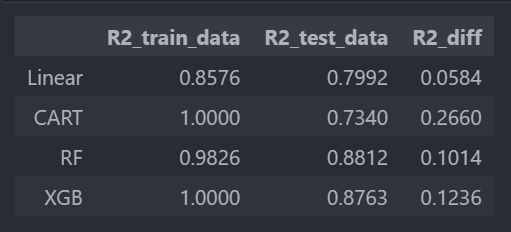 R2_train_data R2_test_data R2_diff
Linear 0.8576 0.7992 0.0584
CART 1.0000 0.7340 0.2660
RF 0.9826 0.8812 0.1014
XGB 1.0000 0.8763 0.1236